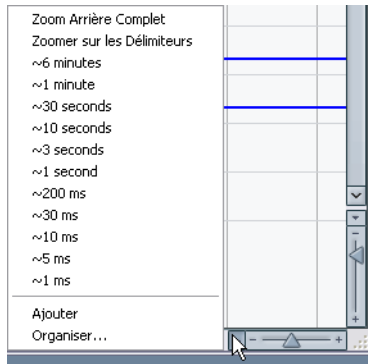 Zoom Arrière Complet
Zoomer sur les Délimiteurs
~6 minutes
~1 minute
~30 seconds
~10 seconds
~3 seconds
~1 second
~200 ms
~30 ms
~10 ms
~5 ms
~1 ms
Ajouter
Organiser...